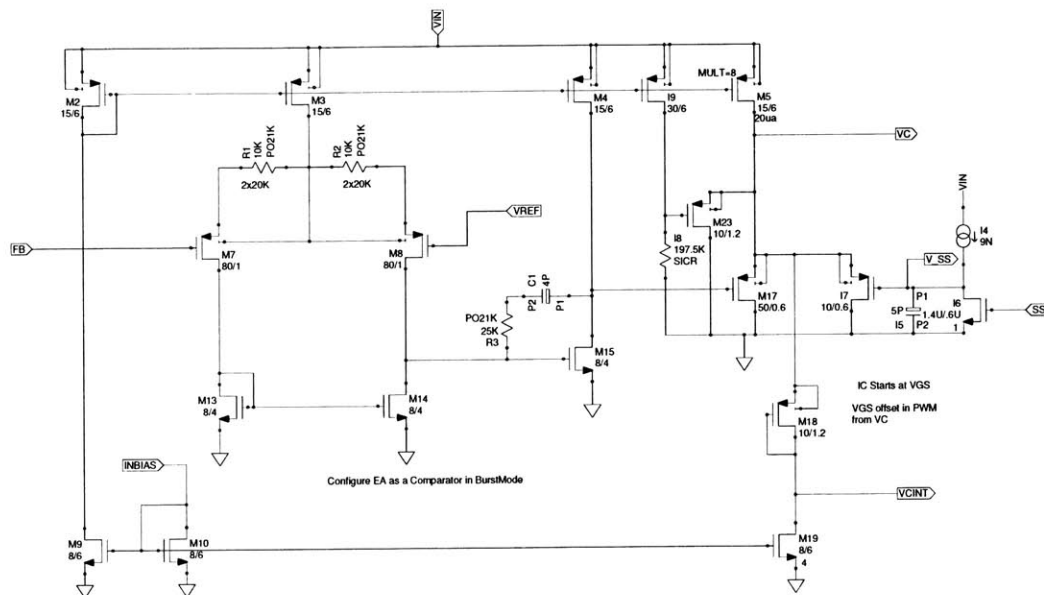 VIN
M2
15/6
M3
15/6
M4
15/6
I9
30/6
MULT=8
M5
15/6
20ua
VC
R1
10K
PO21K
2x20K
R2
10K
PO21K
2x20K
VREF
FB
M7
80/1
M8
80/1
M23
10/1.2
I8
197.5K
SICR
VIN
I4
9N
V_SS
C1
4P
P2
P1
PO21K
25K
R3
M17
50/0.6
I7
10/0.6
P1
5P
I5
P2
I6
1.4U/.6U
1
SS
M15
8/4
M13
8/4
M14
8/4
IC Starts at VGS
VGS offset in PWM
from VC
M18
10/1.2
INBIAS
Configure EA as a Comparator in BurstMode
VCINT
M9
8/6
M10
8/6
M19
8/6
4